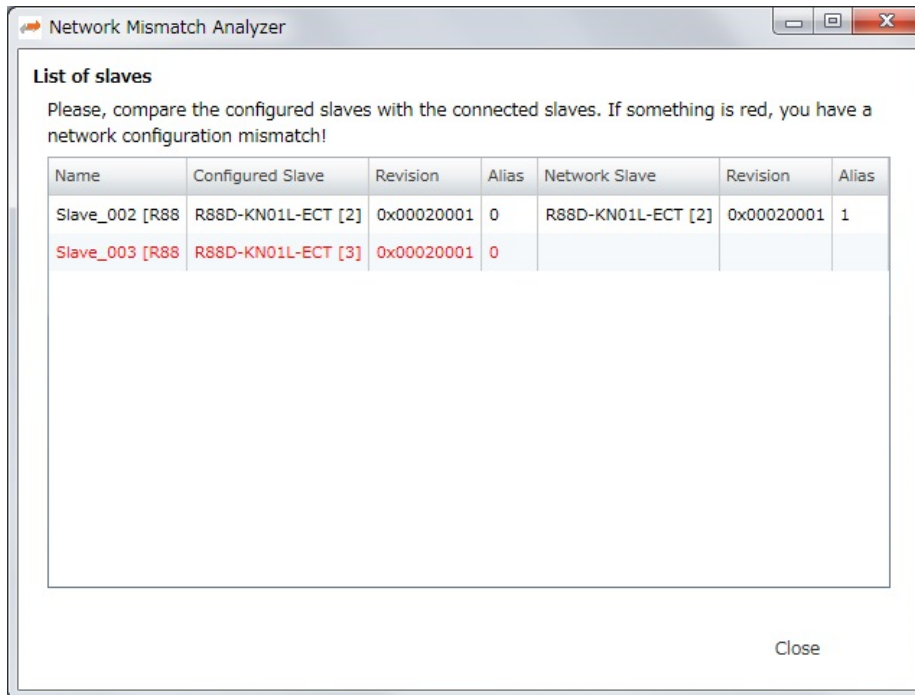 Network Mismatch Analyzer
List of slaves
Please, compare the configured slaves with the connected slaves. If something is red, you have a
network configuration mismatch!
Name Configured Slave Revision Alias Network Slave Revision Alias
Slave_002 [R88 R88D-KN01L-ECT [2] 0x00020001 0 R88D-KN01L-ECT [2] 0x00020001 1
Slave_003 [R88 R88D-KN01L-ECT [3] 0x00020001 0
Close